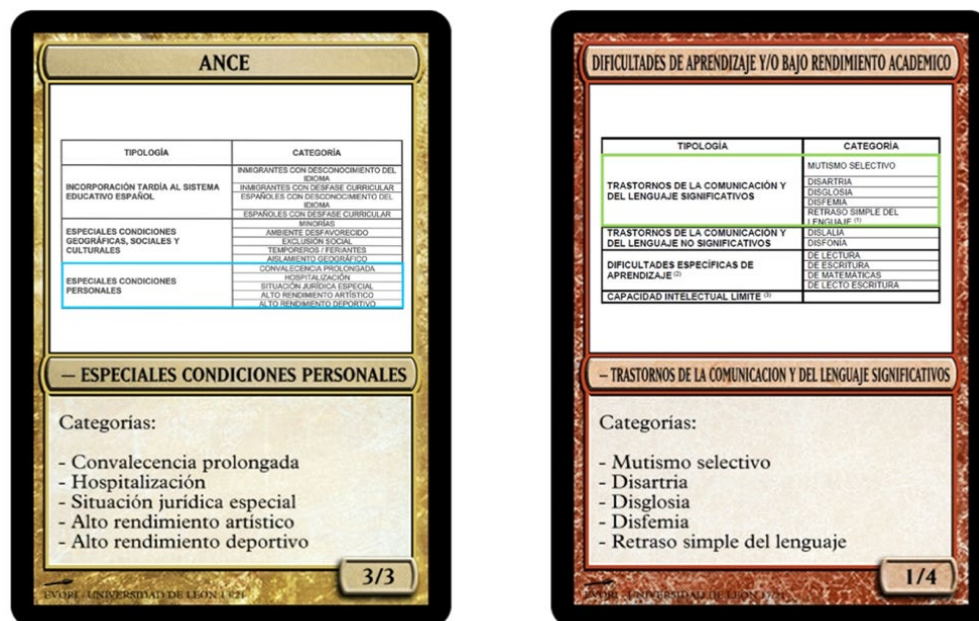 ANCE
TIPOLOGÍA CATEGORÍA
INCORPORACIÓN TARDÍA AL SISTEMA
EDUCATIVO ESPAÑOL
INMIGRANTES CON DESCONOCIMIENTO DEL
IDIOMA
INMIGRANTES CON DESFASE CURRICULAR
ESPAÑOLES CON DESCONOCIMIENTO DEL
IDIOMA
ESPAÑOLES CON DESFASE CURRICULAR
ESPECIALES CONDICIONES
GEOGRÁFICAS, SOCIALES Y
CULTURALES
MINORÍAS
AMBIENTE DESFAVORECIDO
EXCLUSIÓN SOCIAL
TEMPOREROS / FERIANTES
AISLAMIENTO GEOGRÁFICO
ESPECIALES CONDICIONES
PERSONALES
CONVALECENCIA PROLONGADA
HOSPITALIZACIÓN
SITUACIÓN JURÍDICA ESPECIAL
ALTO RENDIMIENTO ARTÍSTICO
ALTO RENDIMIENTO DEPORTIVO
– ESPECIALES CONDICIONES PERSONALES
Categorías:
- Convalecencia prolongada
- Hospitalización
- Situación jurídica especial
- Alto rendimiento artístico
- Alto rendimiento deportivo
3/3
UNIVERSIDAD DE LEON
DIFICULTADES DE APRENDIZAJE Y/O BAJO RENDIMIENTO ACADEMICO
TIPOLOGÍA CATEGORÍA
TRASTORNOS DE LA COMUNICACIÓN Y
DEL LENGUAJE SIGNIFICATIVOS
MUTISMO SELECTIVO
DISARTRIA
DISGLOSIA
DISFEMIA
RETRASO SIMPLE DEL
LENGUAJE (1)
TRASTORNOS DE LA COMUNICACIÓN Y
DEL LENGUAJE NO SIGNIFICATIVOS
DISLALIA
DISFONÍA
DIFICULTADES ESPECÍFICAS DE
APRENDIZAJE (2)
DE LECTURA
DE ESCRITURA
DE MATEMÁTICAS
DE LECTO ESCRITURA
CAPACIDAD INTELECTUAL LÍMITE (3)
– TRASTORNOS DE LA COMUNICACION Y DEL LENGUAJE SIGNIFICATIVOS
Categorías:
- Mutismo selectivo
- Disartria
- Disglosia
- Disfemia
- Retraso simple del lenguaje
1/4
UNIVERSIDAD DE LEON